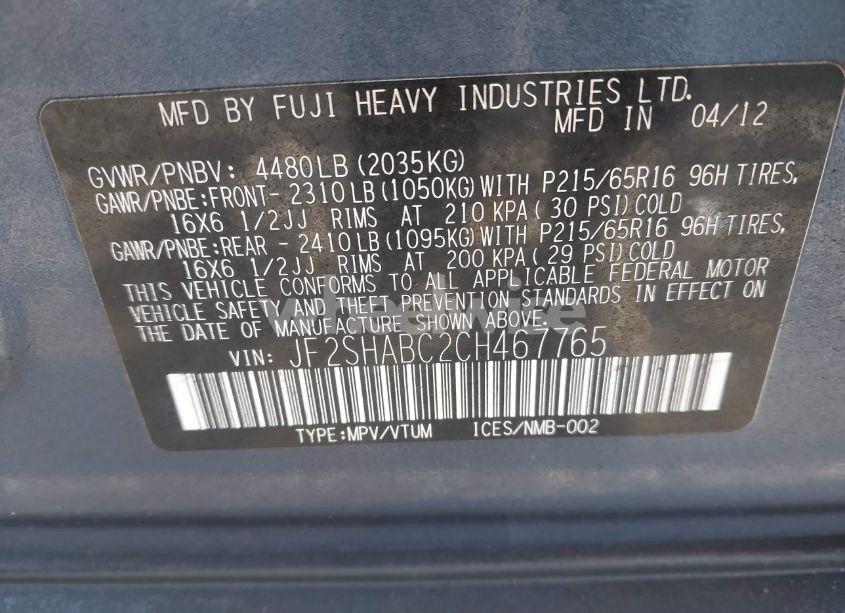 MFD BY FUJI HEAVY INDUSTRIES LTD.
MFD IN 04/12
GVWR/PNBV: 4480LB (2035KG)
GAWR/PNBE:FRONT- 2310LB (1050KG) WITH P215/65R16 96H TIRES,
16X6 1/2JJ RIMS AT 210 KPA ( 30 PSI) COLD
GAWR/PNBE:REAR - 2410LB (1095KG) WITH P215/65R16 96H TIRES,
16X6 1/2JJ RIMS AT 200 KPA ( 29 PSI) COLD
THIS VEHICLE CONFORMS TO ALL APPLICABLE FEDERAL MOTOR
VEHICLE SAFETY AND THEFT PREVENTION STANDARDS IN EFFECT ON
THE DATE OF MANUFACTURE SHOWN ABOVE.
wheelwise
VIN: JF2SHABC2CH467765
TYPE:MPV/VTUM ICES/NMB-002